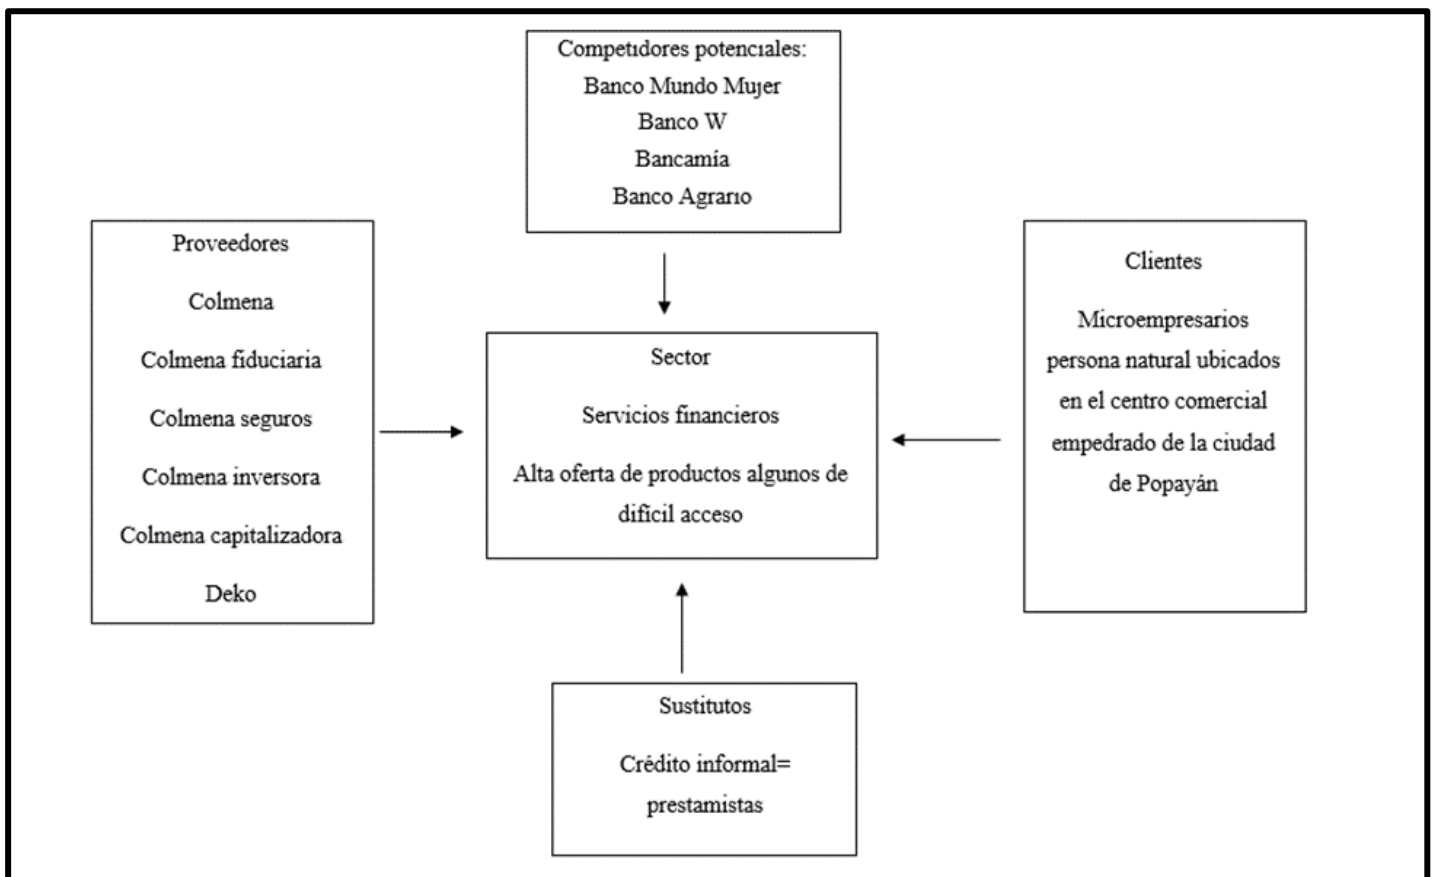 Competidores potenciales:
Banco Mundo Mujer
Banco W
Bancamía
Banco Agrario
Proveedores
Colmena
Colmena fiduciaria
Colmena seguros
Colmena inversora
Colmena capitalizadora
Deko
Sector
Servicios financieros
Alta oferta de productos algunos de
difícil acceso
Clientes
Microempresarios
persona natural ubicados
en el centro comercial
empedrado de la ciudad
de Popayán
Sustitutos
Crédito informal=
prestamistas